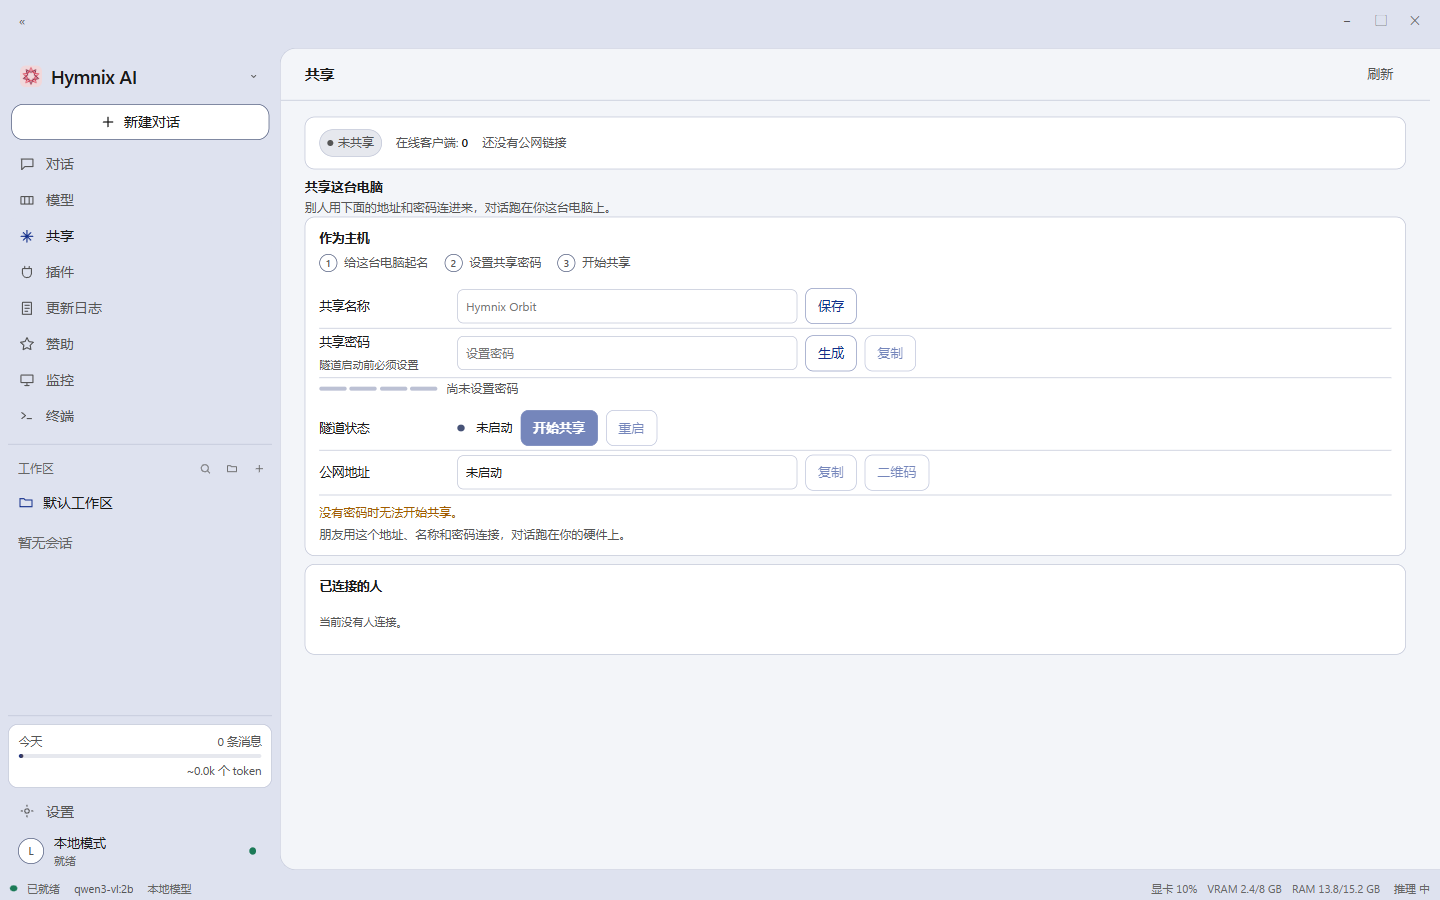 «
Hymnix AI
+ 新建对话
对话
模型
共享
插件
更新日志
赞助
监控
终端
工作区
默认工作区
暂无会话
今天 0 条消息
~0.0k 个 token
设置
L 本地模式
就绪
共享 刷新
未共享 在线客户端: 0 还没有公网链接
共享这台电脑
别人用下面的地址和密码连进来，对话跑在你这台电脑上。
作为主机
1 给这台电脑起名 2 设置共享密码 3 开始共享
共享名称 Hymnix Orbit 保存
共享密码 设置密码 生成 复制
隧道启动前必须设置
尚未设置密码
隧道状态 未启动 开始共享 重启
公网地址 未启动 复制 二维码
没有密码时无法开始共享。
朋友用这个地址、名称和密码连接，对话跑在你的硬件上。
已连接的人
当前没有人连接。
已就绪 qwen3-vl:2b 本地模型 显卡 10% VRAM 2.4/8 GB RAM 13.8/15.2 GB 推理 中